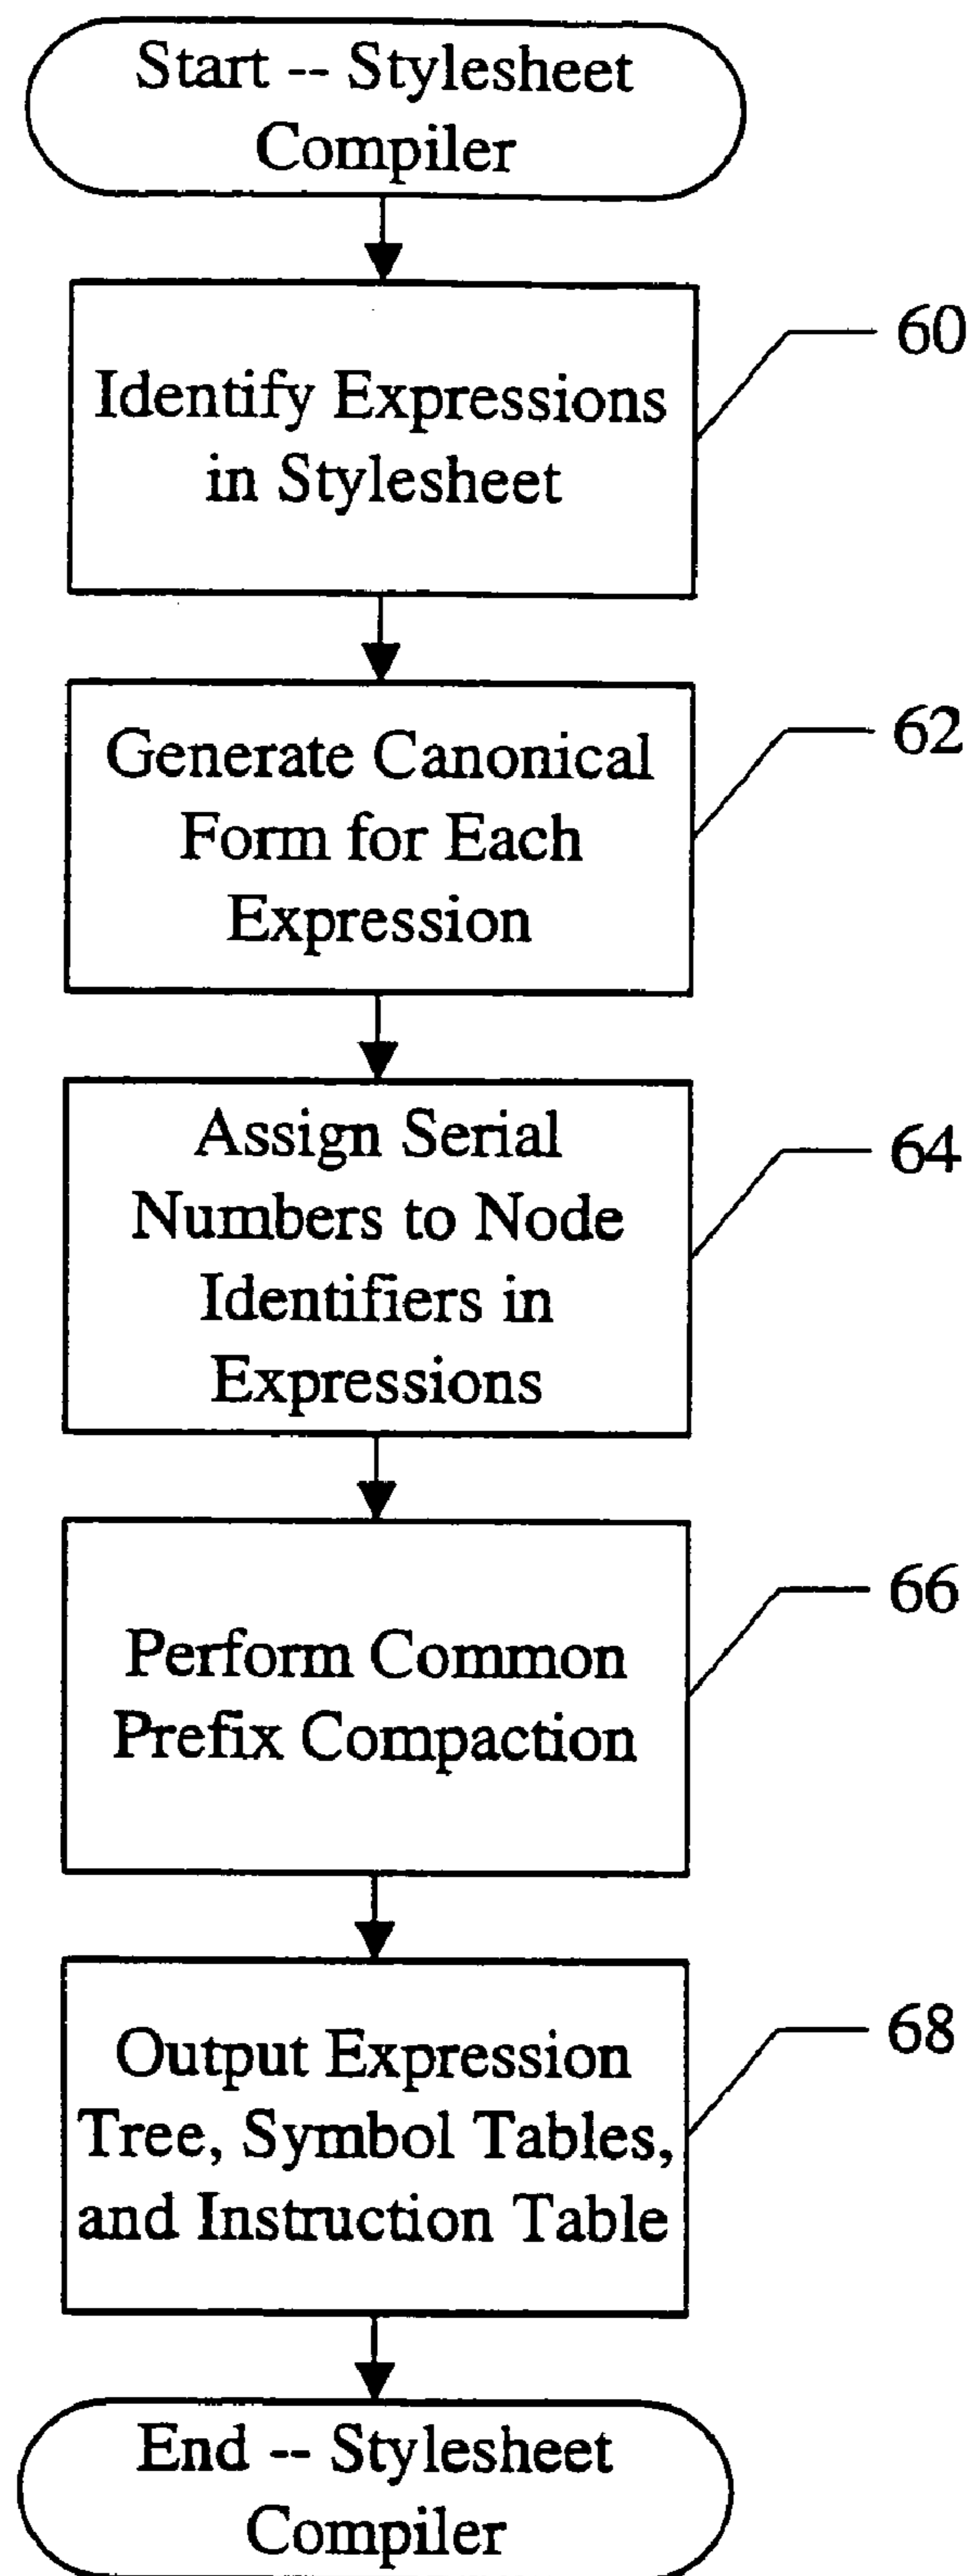 Start -- Stylesheet
Compiler
60
Identify Expressions
in Stylesheet
62
Generate Canonical
Form for Each
Expression
64
Assign Serial
Numbers to Node
Identifiers in
Expressions
66
Perform Common
Prefix Compaction
68
Output Expression
Tree, Symbol Tables,
and Instruction Table
End -- Stylesheet
Compiler